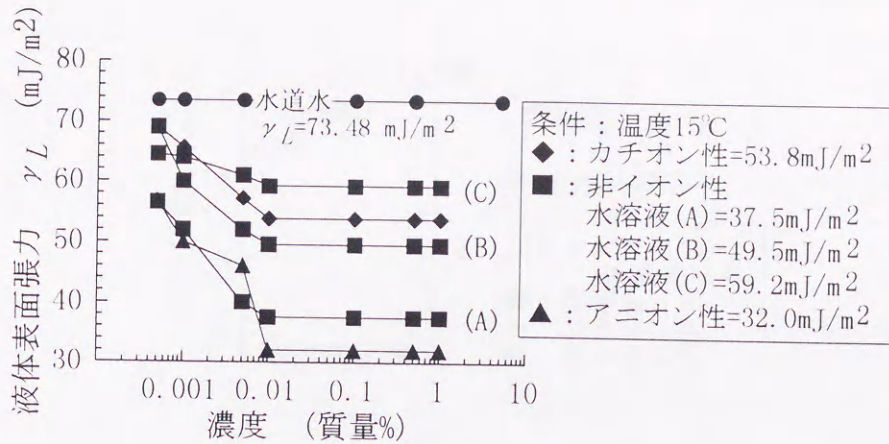 液体表面張力 γL (mJ/m2)
80
70
60
50
40
30
水道水
γL=73.48 mJ/m2
(C)
(B)
(A)
0.001 0.01 0.1 1 10
濃度 (質量%)
条件：温度15℃
◆：カチオン性=53.8mJ/m2
■：非イオン性
水溶液(A)=37.5mJ/m2
水溶液(B)=49.5mJ/m2
水溶液(C)=59.2mJ/m2
▲：アニオン性=32.0mJ/m2